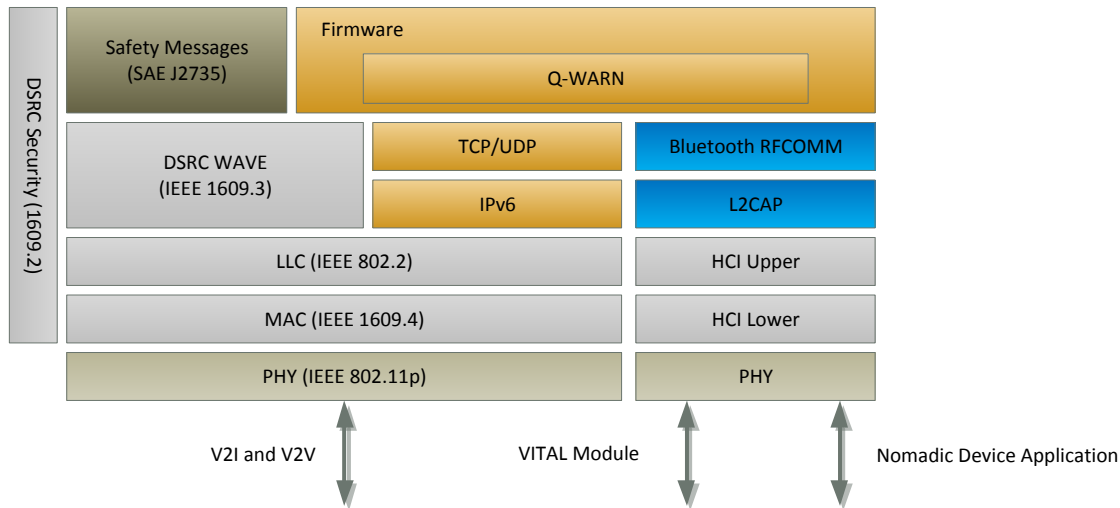 DSRC Security (1609.2)
Safety Messages
(SAE J2735)
Firmware
Q-WARN
DSRC WAVE
(IEEE 1609.3)
TCP/UDP
Bluetooth RFCOMM
IPv6
L2CAP
LLC (IEEE 802.2)
HCI Upper
MAC (IEEE 1609.4)
HCI Lower
PHY (IEEE 802.11p)
PHY
V2I and V2V
VITAL Module
Nomadic Device Application